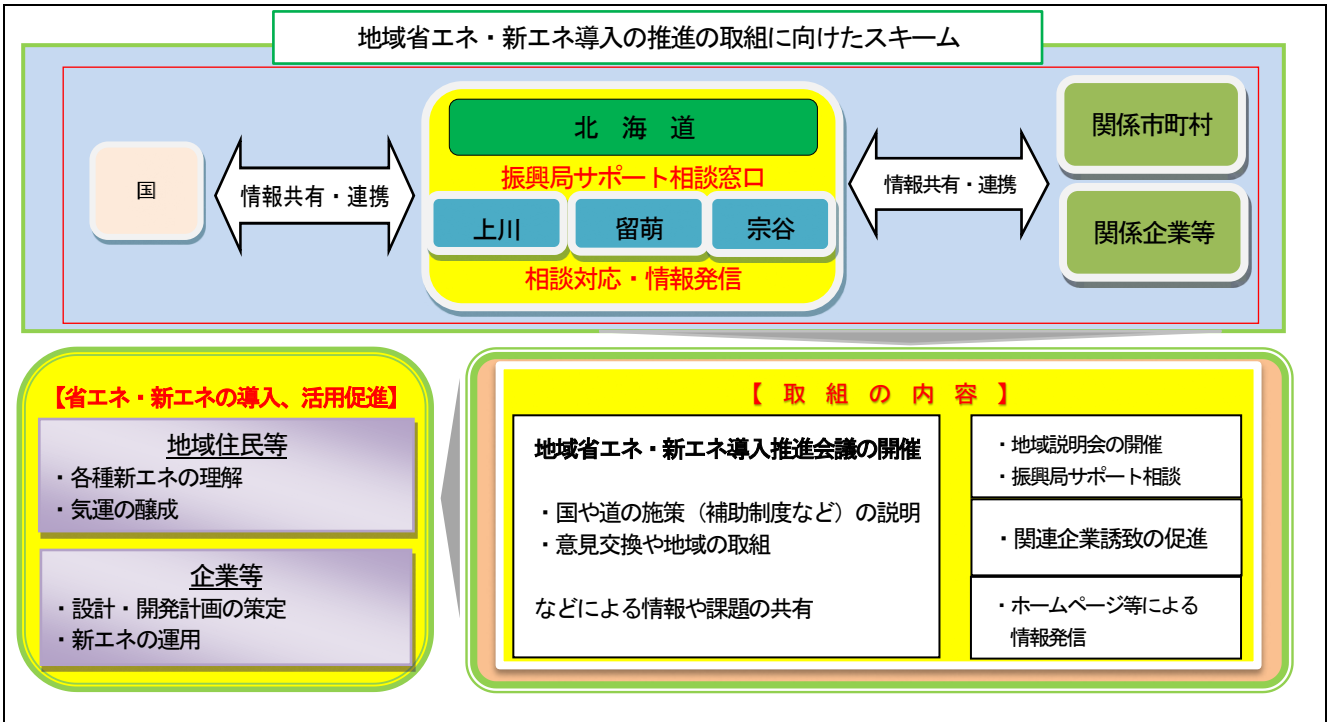 地域省エネ・新エネ導入の推進の取組に向けたスキーム
国
情報共有・連携
北 海 道
振興局サポート相談窓口
上川
留萌
宗谷
相談対応・情報発信
情報共有・連携
関係市町村
関係企業等
【省エネ・新エネの導入、活用促進】
地域住民等
・各種新エネの理解
・気運の醸成
企業等
・設計・開発計画の策定
・新エネの運用
【 取 組 の 内 容 】
地域省エネ・新エネ導入推進会議の開催
・国や道の施策（補助制度など）の説明
・意見交換や地域の取組
などによる情報や課題の共有
・地域説明会の開催
・振興局サポート相談
・関連企業誘致の促進
・ホームページ等による
情報発信